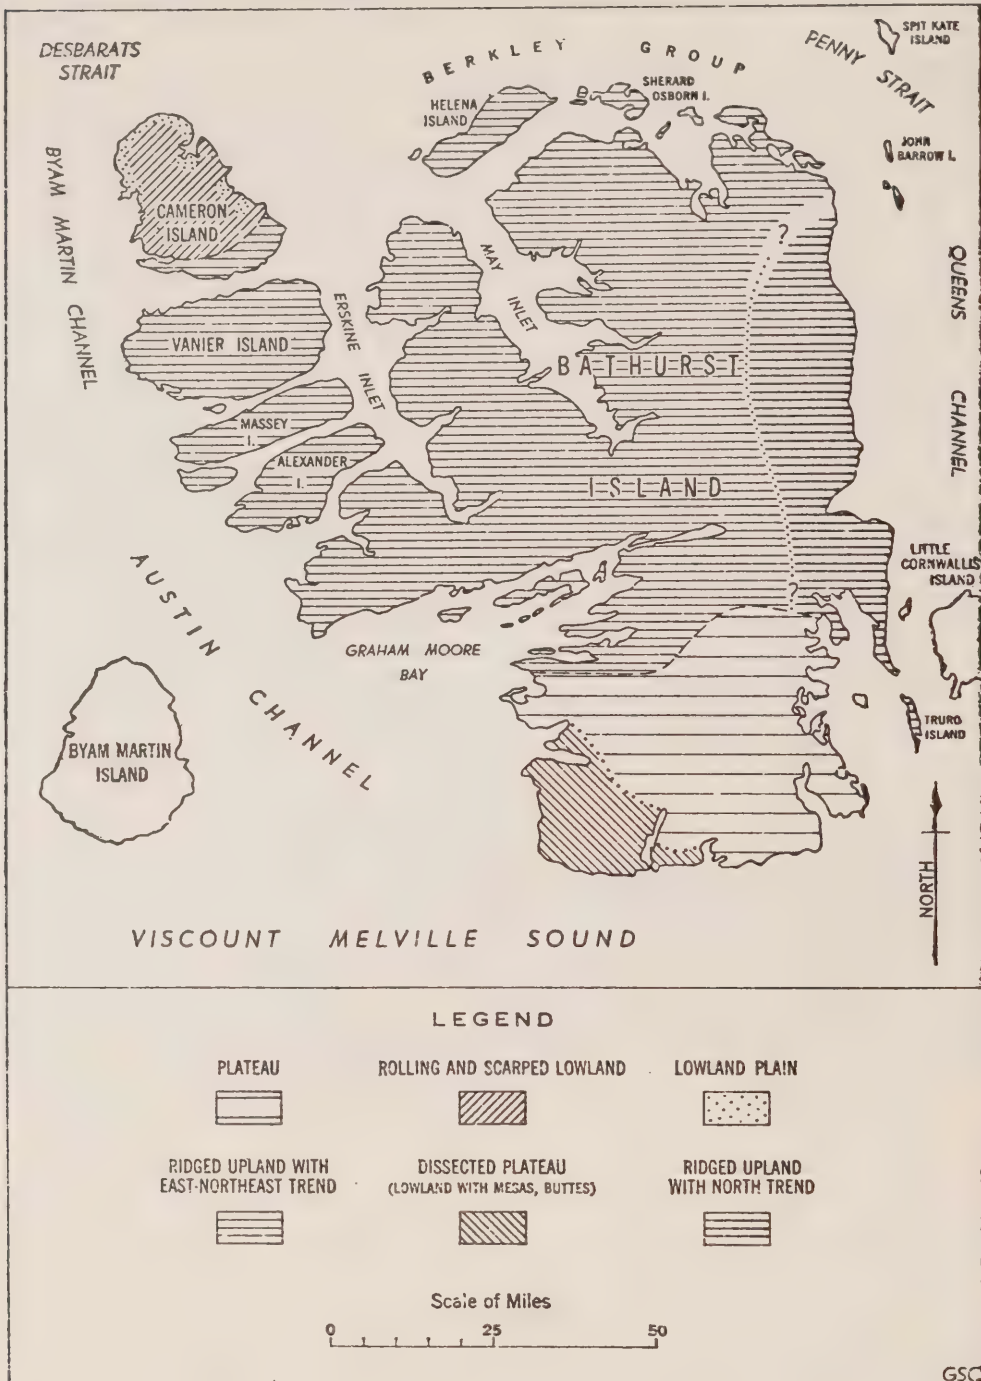 DESBARATS
STRAIT
BERKLEY GROUP
PENNY STRAIT
SPIT KATE
ISLAND
HELENA
ISLAND
SHERARD
OSBORN I.
JOHN
BARROW I.
BYAM MARTIN CHANNEL
CAMERON
ISLAND
MAY INLET
ERSKINE INLET
QUEENS CHANNEL
VANIER ISLAND
BATHURST
ISLAND
MASSEY
I.
ALEXANDER
I.
?
?
LITTLE
CORNWALLIS
ISLAND
AUSTIN CHANNEL
GRAHAM MOORE
BAY
BYAM MARTIN
ISLAND
TRURO
ISLAND
NORTH
VISCOUNT MELVILLE SOUND
LEGEND
PLATEAU
ROLLING AND SCARPED LOWLAND
LOWLAND PLAIN
RIDGED UPLAND WITH
EAST-NORTHEAST TREND
DISSECTED PLATEAU
(LOWLAND WITH MESAS, BUTTES)
RIDGED UPLAND
WITH NORTH TREND
Scale of Miles
0 25 50
GSC